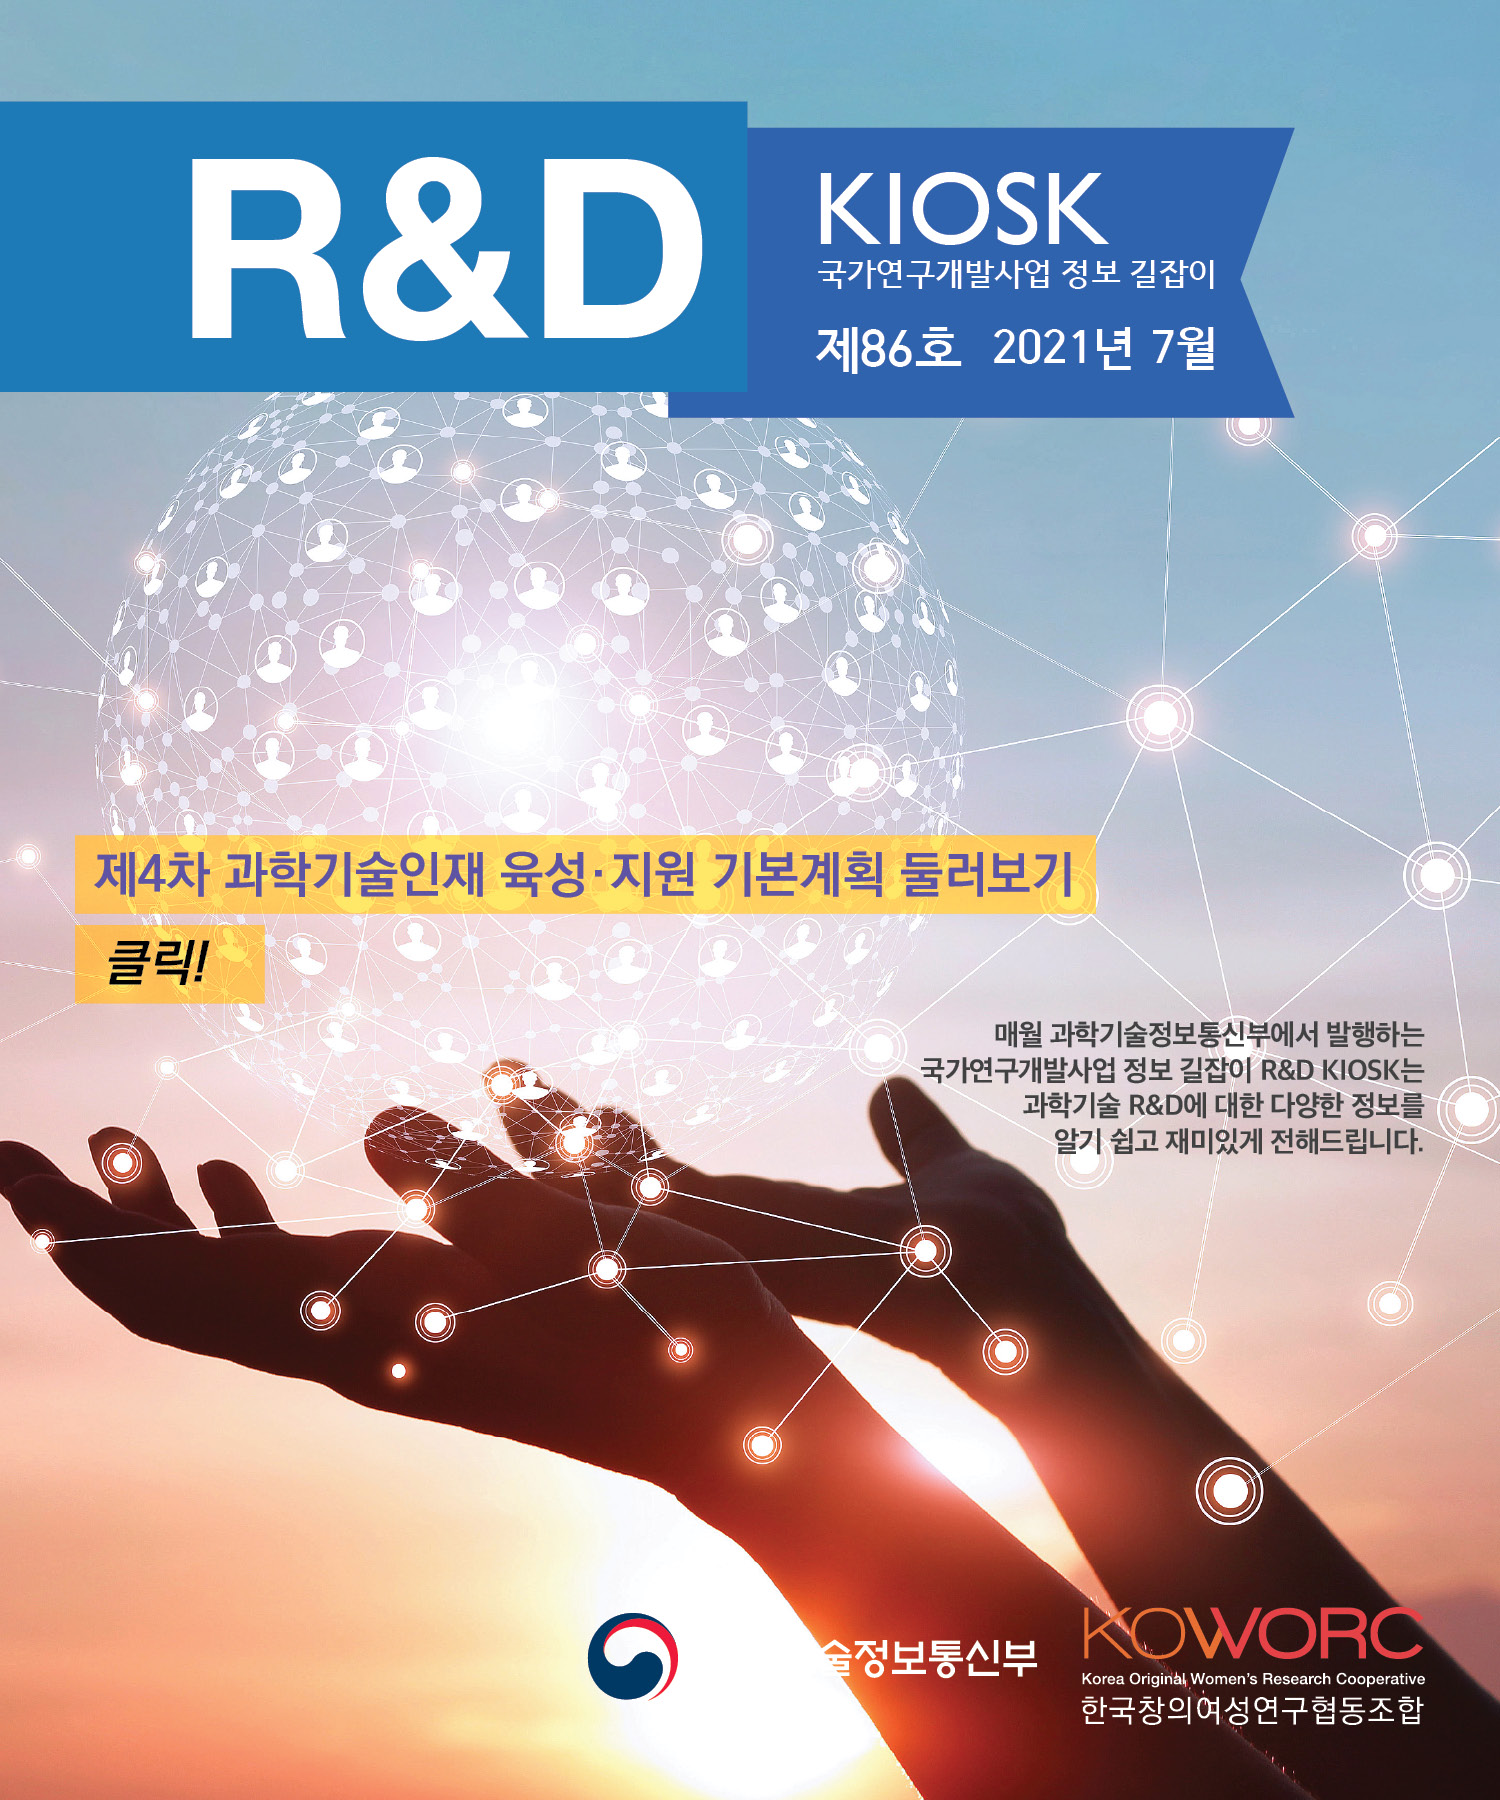 R&D
KIOSK
국가연구개발사업 정보 길잡이
제86호 2021년 7월
제4차 과학기술인재 육성·지원 기본계획 둘러보기
클릭!
매월 과학기술정보통신부에서 발행하는
국가연구개발사업 정보 길잡이 R&D KIOSK는
과학기술 R&D에 대한 다양한 정보를
알기 쉽고 재미있게 전해드립니다.
술정보통신부
KOWORC
Korea Original Women's Research Cooperative
한국창의여성연구협동조합